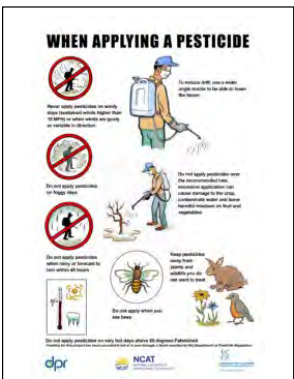 WHEN APPLYING A PESTICIDE
Never apply pesticides on windy
days (sustained winds higher than
10 MPH) or when winds are gusty
or variable in direction
To reduce drift, use a wider
angle nozzle to be able to lower
the boom
Do not apply pesticides
on foggy days
Do not apply pesticides over
the recommended rate,
excessive application can
cause damage to the crop,
contaminate water and leave
harmful residues on fruit and
vegetables
Do not apply pesticides
when rainy or forecast to
rain within 48 hours
Do not apply when you
see bees
Keep pesticides
away from
plants and
wildlife you do
not want to treat
Do not apply pesticides on very hot days above 85 degrees Fahrenheit
dpr
NCAT